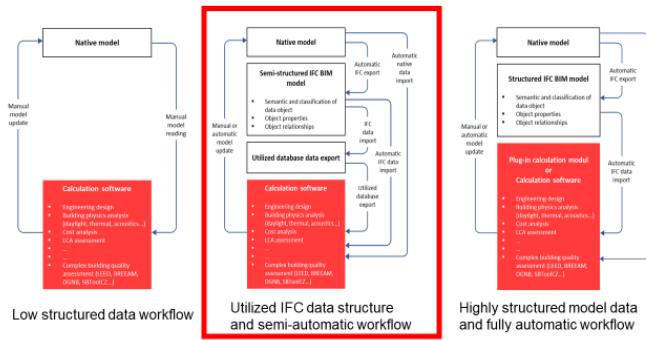 Native model
Manual
model
update
Manual
model
reading
Calculation software
Engineering design
Building physics analysis
(daylight, thermal, acoustics...)
Cost analysis
LCA assessment
...
...
Complex building quality
assessment (LEED, BREEAM,
DGNB, SBToolCZ...)
Low structured data workflow
Native model
Automatic
IFC export
Automatic
native
data
import
Semi-structured IFC BIM
model
Semantic and classification of
data object
Object properties
Object relationships
Manual or
automatic
model
update
IFC
data
import
Automatic
IFC data
import
Utilized database data export
Utilized
database
export
Calculation software
Engineering design
Building physics analysis
(daylight, thermal, acoustics...)
Cost analysis
LCA assessment
...
...
Complex building quality
assessment (LEED, BREEAM,
DGNB, SBToolCZ...)
Utilized IFC data structure
and semi-automatic workflow
Native model
Automatic
IFC export
Structured IFC BIM model
Semantic and classification of
data object
Object properties
Object relationships
Manual or
automatic
model
update
Automatic
IFC data
import
Plug-in calculation modul
or
Calculation software
Engineering design
Building physics analysis
(daylight, thermal, acoustics...)
Cost analysis
LCA assessment
...
...
Complex building quality
assessment (LEED, BREEAM,
DGNB, SBToolCZ...)
Highly structured model data
and fully automatic workflow